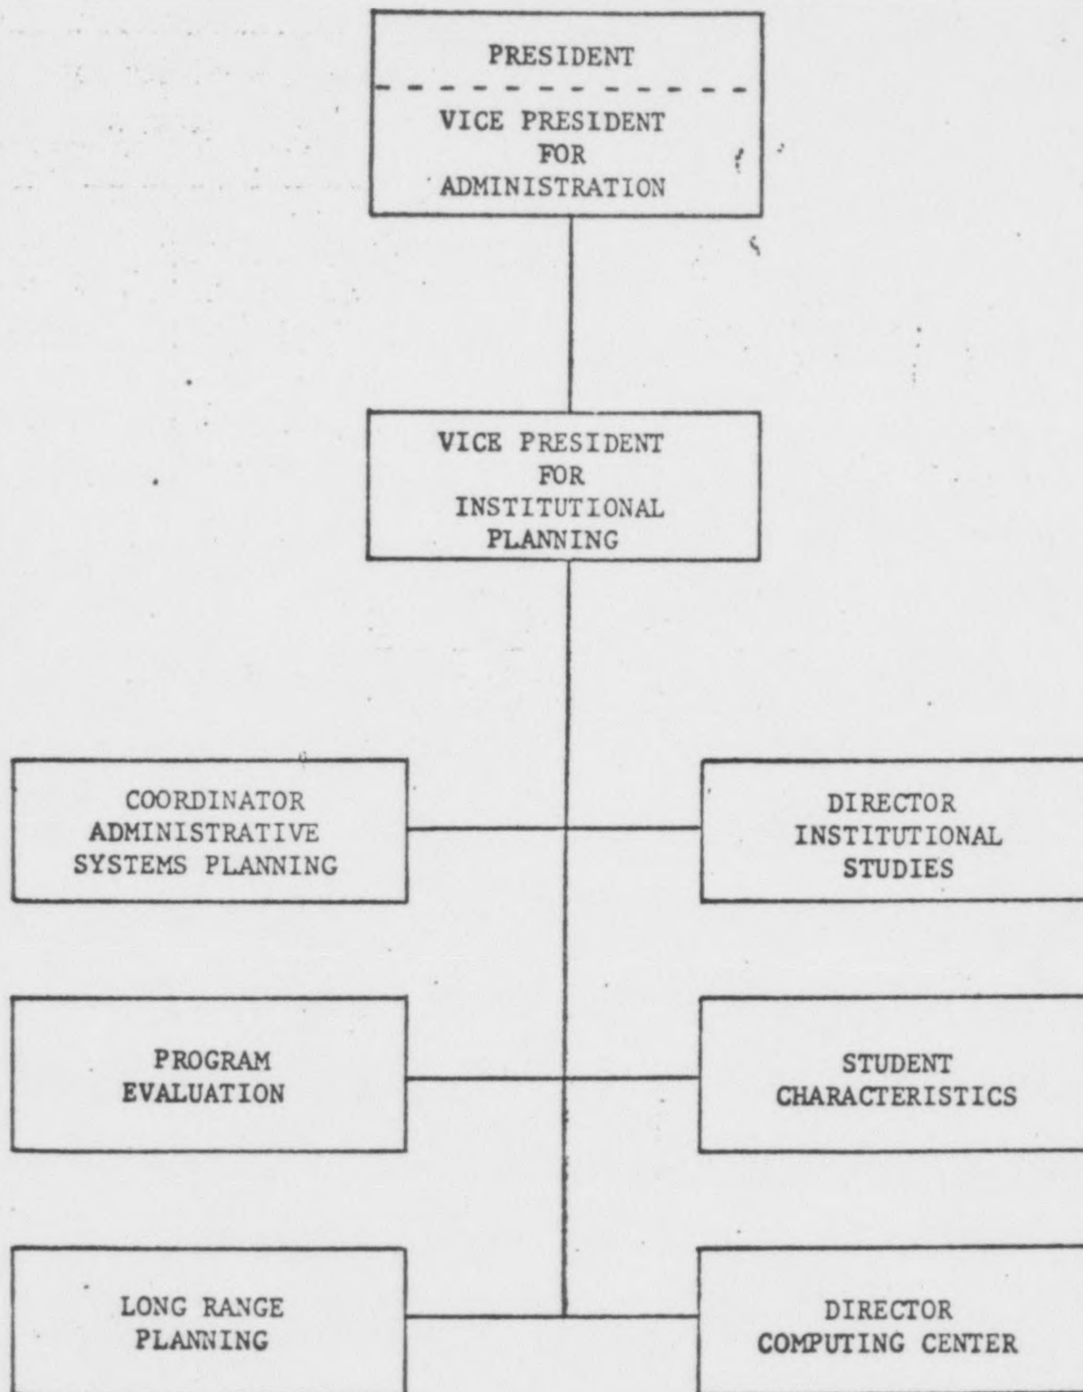 PRESIDENT
VICE PRESIDENT
FOR
ADMINISTRATION
VICE PRESIDENT
FOR
INSTITUTIONAL
PLANNING
COORDINATOR
ADMINISTRATIVE
SYSTEMS PLANNING
DIRECTOR
INSTITUTIONAL
STUDIES
PROGRAM
EVALUATION
STUDENT
CHARACTERISTICS
LONG RANGE
PLANNING
DIRECTOR
COMPUTING CENTER